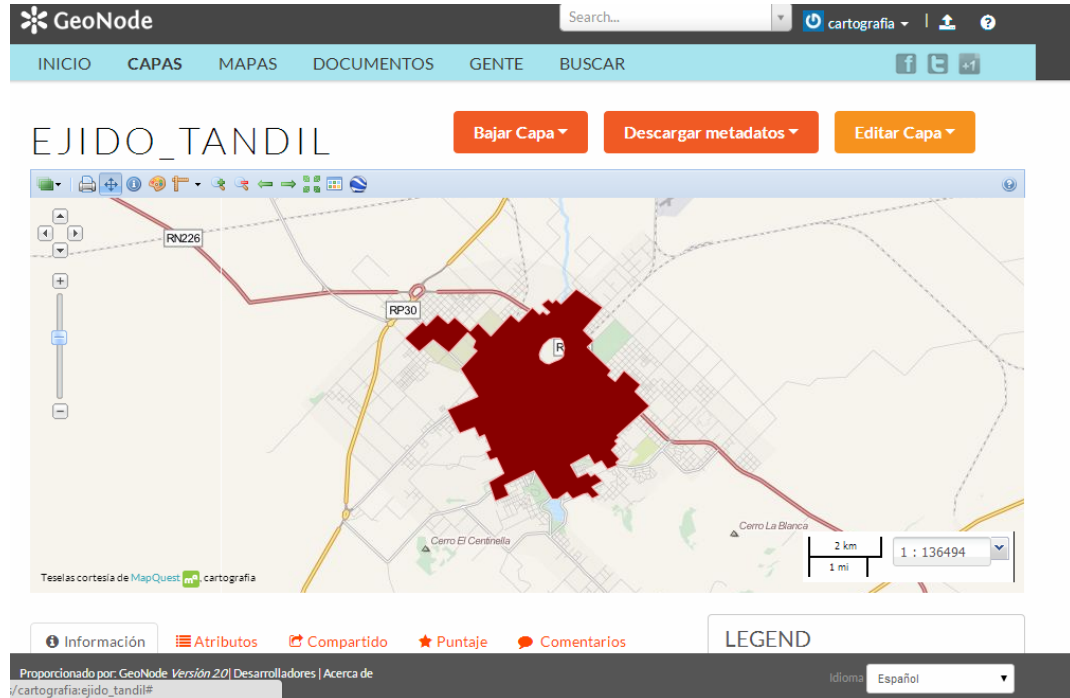 GeoNode
Search...
cartografia
INICIO CAPAS MAPAS DOCUMENTOS GENTE BUSCAR
EJIDO_TANDIL
Bajar Capa
Descargar metadatos
Editar Capa
RN226
RP30
R
Cerro El Centinella
Cerro La Blanca
2 km
1 mi
1 : 136494
Teselas cortesía de MapQuest , cartografia
Información
Atributos
Compartido
Puntaje
Comentarios
LEGEND
Proporcionado por: GeoNode Versión 2.0| Desarrolladores | Acerca de
Idioma Español
s/cartografia:ejido_tandil#